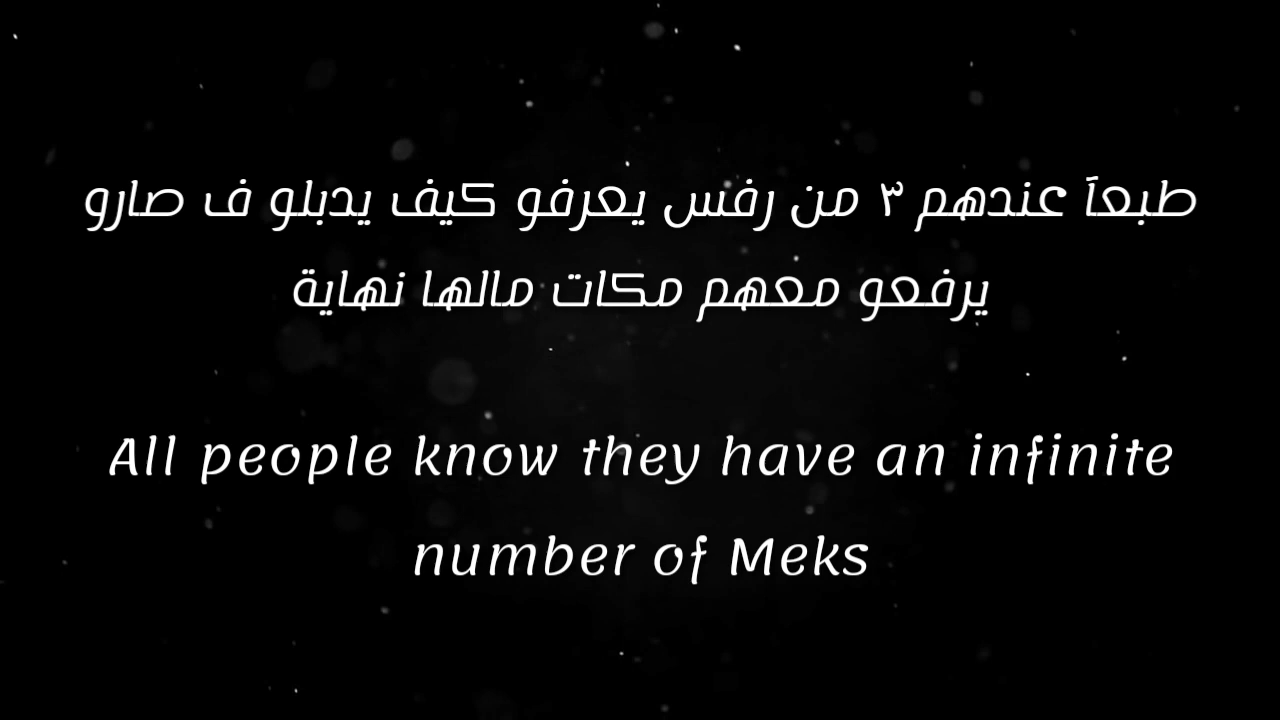 طبعاً عندهم ٣ من رفس يعرفو كيف يدبلو ف صارو
يرفعو معهم مكات مالها نهاية
All people know they have an infinite
number of Meks